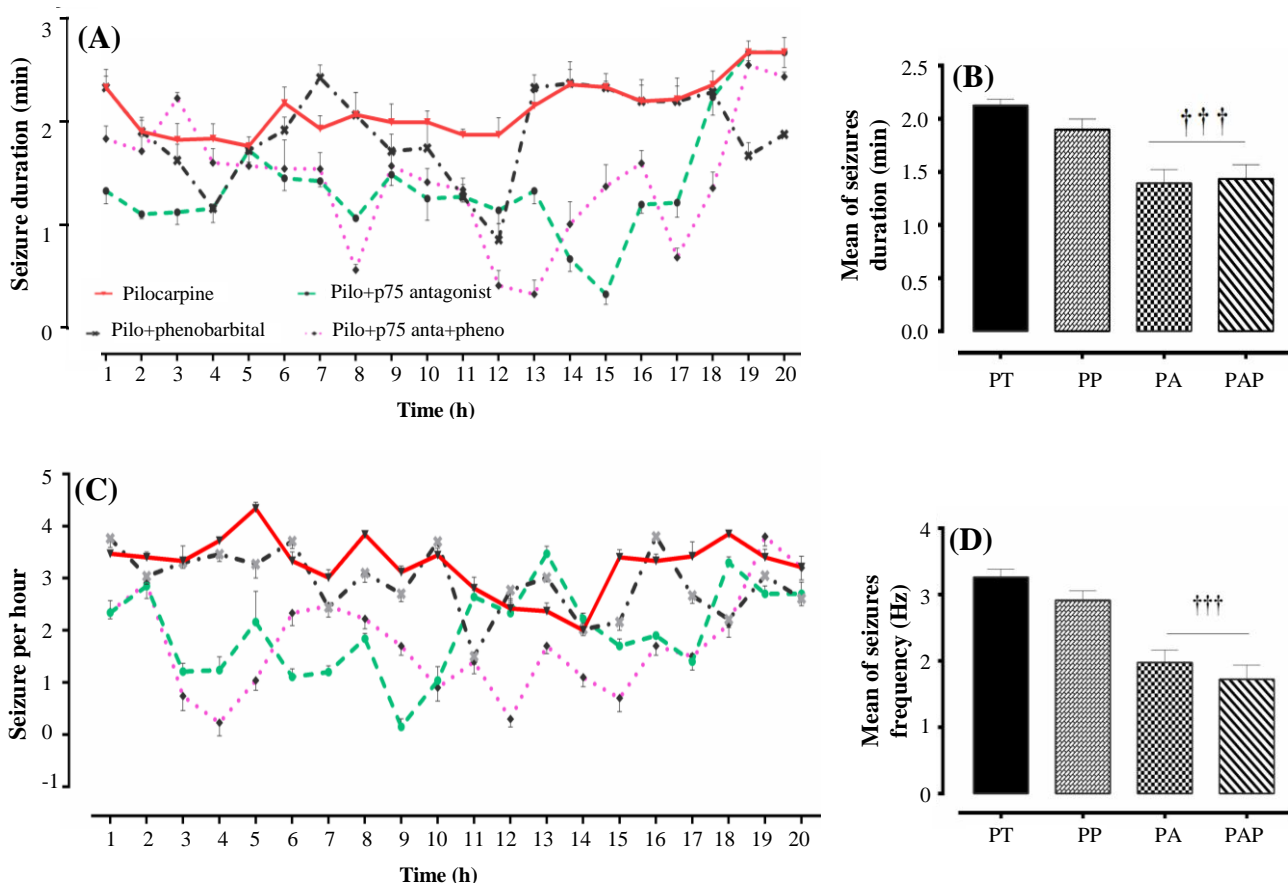 (A)
Seizure duration (min)
3
2
1
0
Pilocarpine
Pilo+p75 antagonist
Pilo+phenobarbital
Pilo+p75 anta+pheno
1 2 3 4 5 6 7 8 9 10 11 12 13 14 15 16 17 18 19 20
Time (h)
(B)
Mean of seizures
duration (min)
2.5
2.0
1.5
1.0
0.5
0.0
†††
PT PP PA PAP
(C)
Seizure per hour
5
4
3
2
1
0
-1
1 2 3 4 5 6 7 8 9 10 11 12 13 14 15 16 17 18 19 20
Time (h)
(D)
Mean of seizures
frequency (Hz)
4
3
2
1
0
†††
PT PP PA PAP